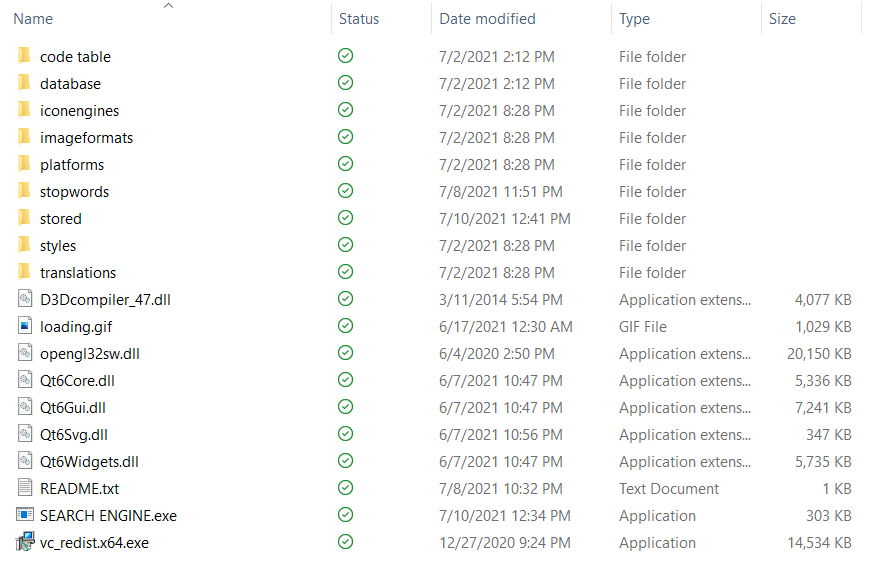 Name Status Date modified Type Size
code table 7/2/2021 2:12 PM File folder
database 7/2/2021 2:12 PM File folder
iconengines 7/2/2021 8:28 PM File folder
imageformats 7/2/2021 8:28 PM File folder
platforms 7/2/2021 8:28 PM File folder
stopwords 7/8/2021 11:51 PM File folder
stored 7/10/2021 12:41 PM File folder
styles 7/2/2021 8:28 PM File folder
translations 7/2/2021 8:28 PM File folder
D3Dcompiler_47.dll 3/11/2014 5:54 PM Application extens... 4,077 KB
loading.gif 6/17/2021 12:30 AM GIF File 1,029 KB
opengl32sw.dll 6/4/2020 2:50 PM Application extens... 20,150 KB
Qt6Core.dll 6/7/2021 10:47 PM Application extens... 5,336 KB
Qt6Gui.dll 6/7/2021 10:47 PM Application extens... 7,241 KB
Qt6Svg.dll 6/7/2021 10:56 PM Application extens... 347 KB
Qt6Widgets.dll 6/7/2021 10:47 PM Application extens... 5,735 KB
README.txt 7/8/2021 10:32 PM Text Document 1 KB
SEARCH ENGINE.exe 7/10/2021 12:34 PM Application 303 KB
vc_redist.x64.exe 12/27/2020 9:24 PM Application 14,534 KB